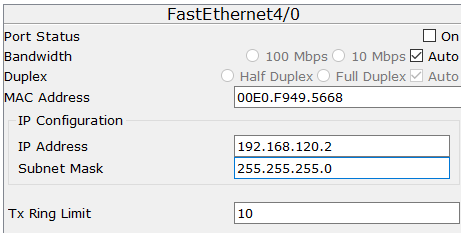 FastEthernet4/0
Port Status On
Bandwidth 100 Mbps 10 Mbps Auto
Duplex Half Duplex Full Duplex Auto
MAC Address 00E0.F949.5668
IP Configuration
IP Address 192.168.120.2
Subnet Mask 255.255.255.0
Tx Ring Limit 10